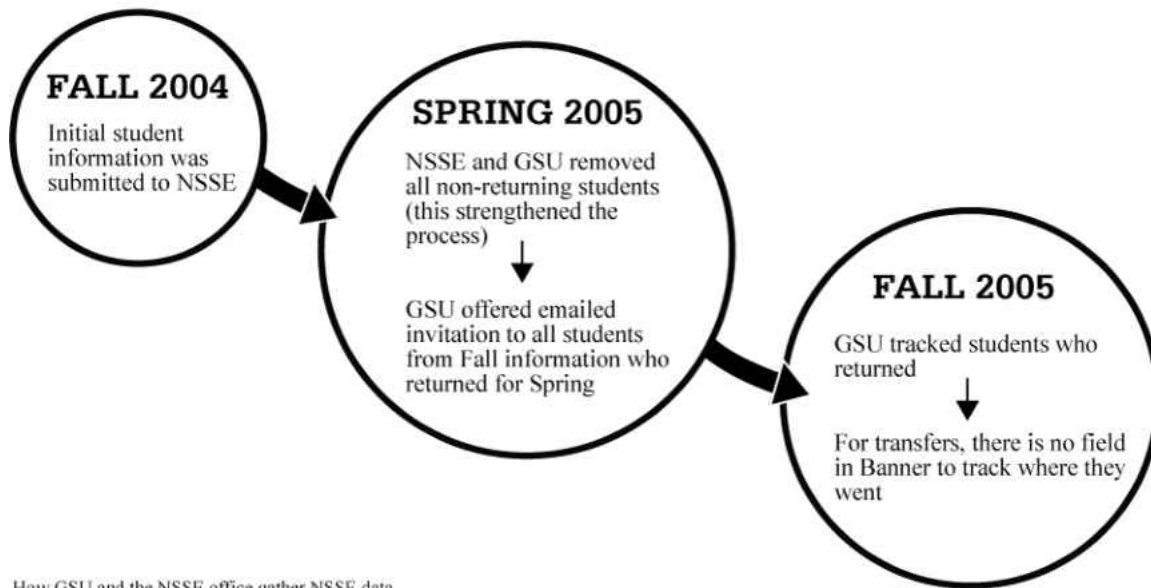 FALL 2004
Initial student
information was
submitted to NSSE
SPRING 2005
NSSE and GSU removed
all non-returning students
(this strengthened the
process)
GSU offered emailed
invitation to all students
from Fall information who
returned for Spring
FALL 2005
GSU tracked students who
returned
For transfers, there is no field
in Banner to track where they
went
How GSU and the NSSE office gather NSSE data